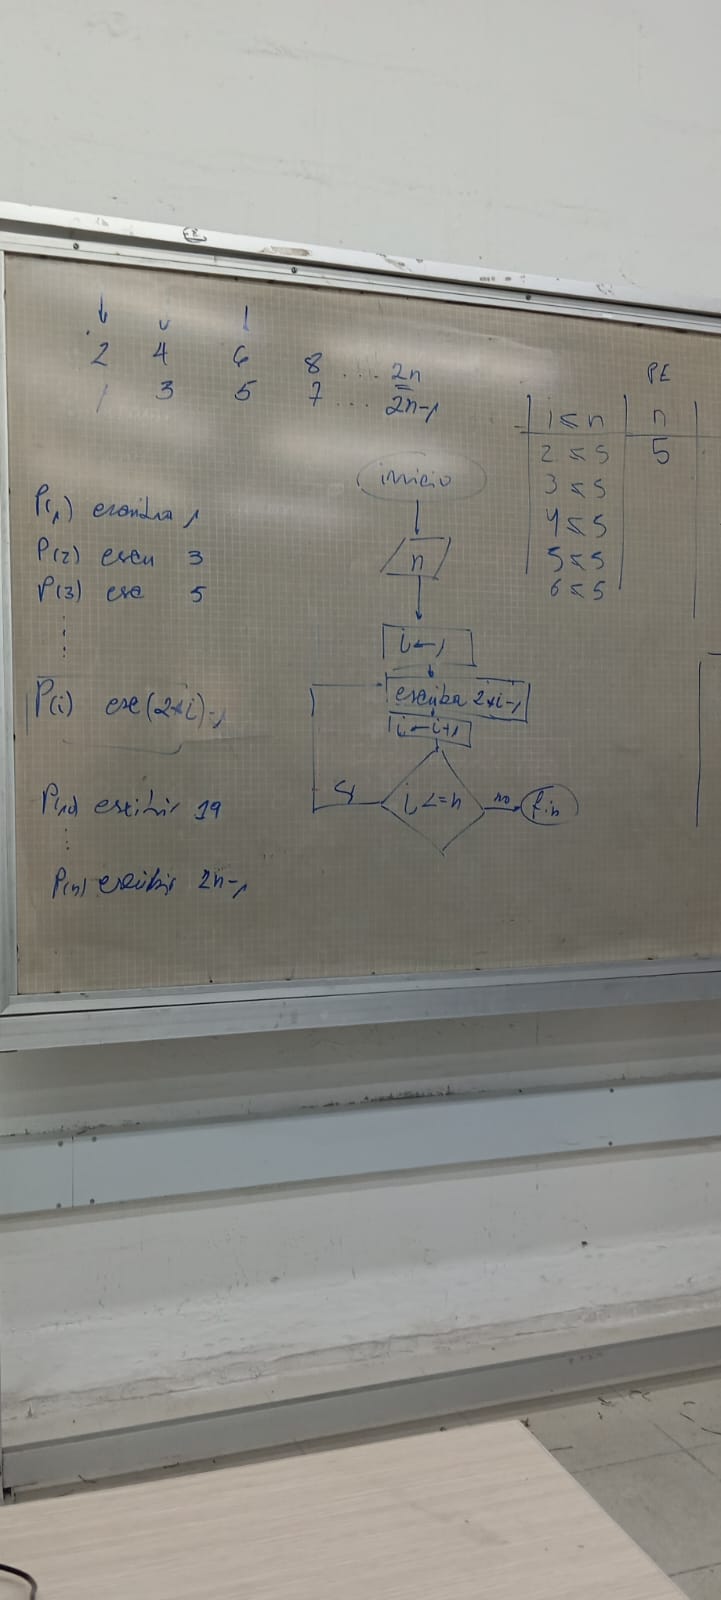 2 4 6 8 .... 2n
1 3 5 7 ... 2n-1
P(1) escriba 1
P(2) escri 3
P(3) esc 5
P(i) esc (2*i)-1
P(10) escribir 19
P(n) escribir 2n-1
inicio
n
i ← 1
escriba 2*i-1
i ← i+1
i <= n
Si
no
fin
PE
i ≤ n n
2 ≤ 5 5
3 ≤ 5
4 ≤ 5
5 ≤ 5
6 ≤ 5